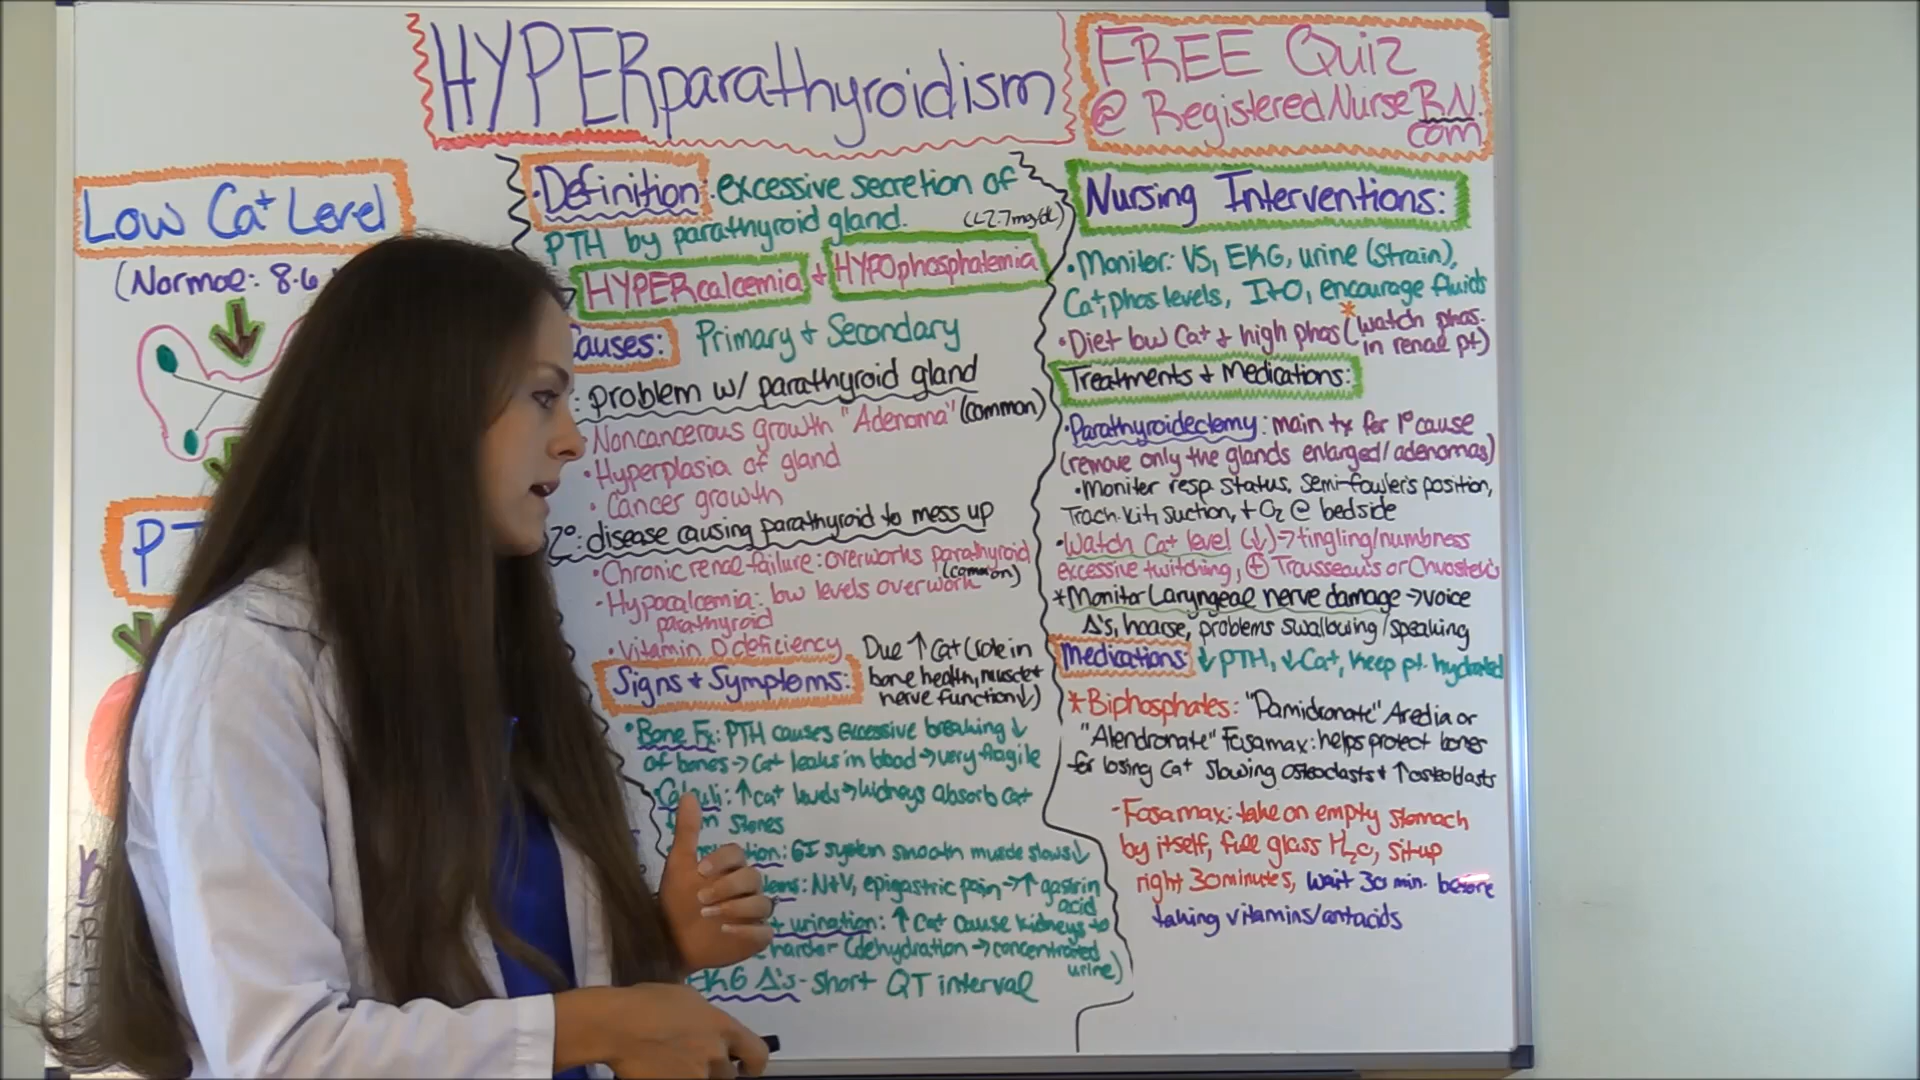 HYPERparathyroidism
FREE Quiz
@ RegisteredNurseRN.
com
Low Ca+ Level
(Normal: 8.6
P
Definition: excessive secretion of
PTH by parathyroid gland.
(<2.7mg/dL)
HYPERcalcemia + HYPOphosphatemia
Causes: Primary + Secondary
: problem w/ parathyroid gland
• Noncancerous growth "Adenoma" (common)
• Hyperplasia of gland
• Cancer growth
2°: disease causing parathyroid to mess up
• Chronic renal failure: overworks parathyroid
(common)
• Hypocalcemia: low levels overwork
parathyroid
• Vitamin D deficiency
Signs + Symptoms:
Due ↑ Ca+ (role in
bone health, muscle+
nerve function↓)
• Bone Fx: PTH causes excessive breaking ↓
of bones → Ca+ leaks in blood → very fragile
Calculi: ↑ Ca+ levels → kidneys absorb Ca+
stones
tion: GI system smooth muscle slows↓
lems: N+V, epigastric pain → ↑ gastrin
acid
+ urination: ↑ Ca+ cause kidneys to
harder (dehydration → concentrated
urine)
EKG Δ's - short QT interval
Nursing Interventions:
• Monitor: VS, EKG, urine (strain),
Ca+, phos levels, I+O, encourage fluids
• Diet low Ca+ + high phos (*watch phos.
in renal pt)
Treatments + Medications:
• Parathyroidectomy: main tx for 1° cause
(remove only the glands enlarged/adenomas)
• Moniter resp. status, semi-fowler's position,
Trach. kit, suction, + O2 @ bedside
• Watch Ca+ level (↓) → tingling/numbness
excessive twitching, ⊕ Trousseau's or Chvostek's
* Monitor Laryngeal nerve damage → voice
Δ's, hoarse, problems swallowing/speaking
Medications: ↓ PTH, ↓ Ca+, keep pt. hydrated
* Biphosphates: "Pamidronate" Aredia or
"Alendronate" Fosamax: helps protect bones
for losing Ca+ slowing osteoclasts + ↑ osteoblasts
- Fosamax: take on empty stomach
by itself, full glass H2O, sit up
right 30 minutes, wait 30 min. before
taking vitamins/antacids